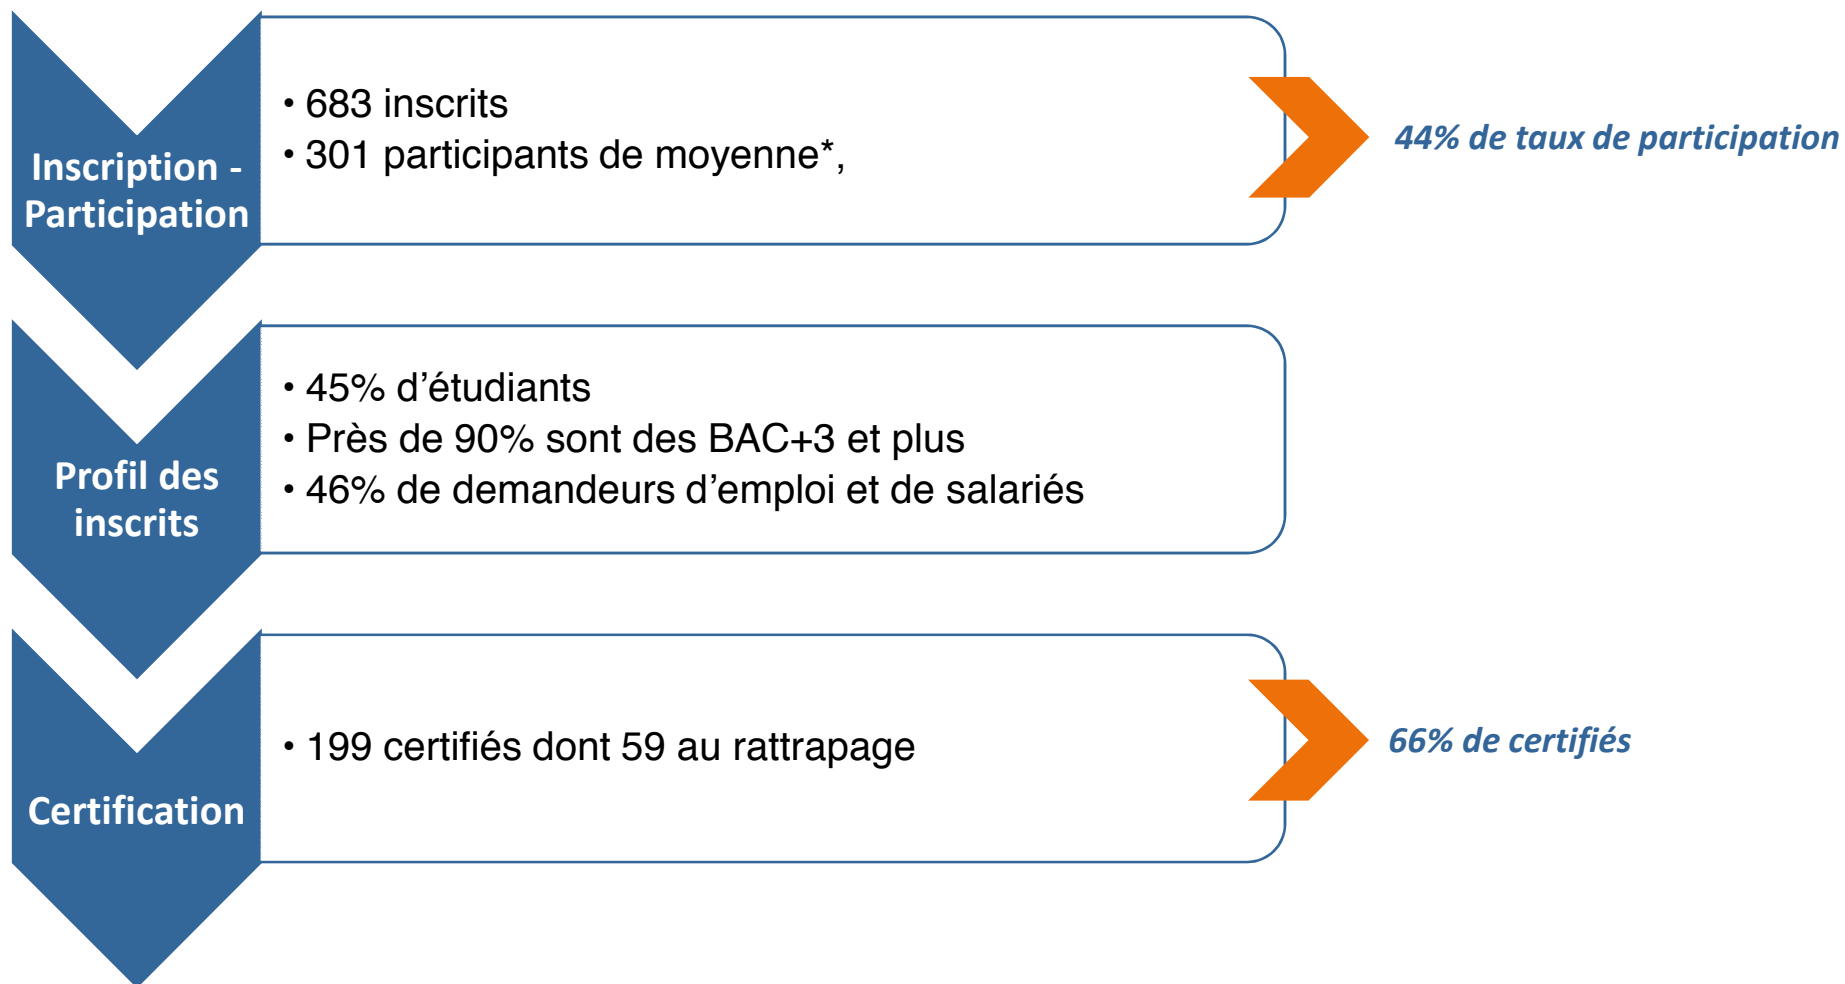 Inscription -
Participation
• 683 inscrits
• 301 participants de moyenne*,
44% de taux de participation
Profil des
inscrits
• 45% d’étudiants
• Près de 90% sont des BAC+3 et plus
• 46% de demandeurs d’emploi et de salariés
Certification
• 199 certifiés dont 59 au rattrapage
66% de certifiés